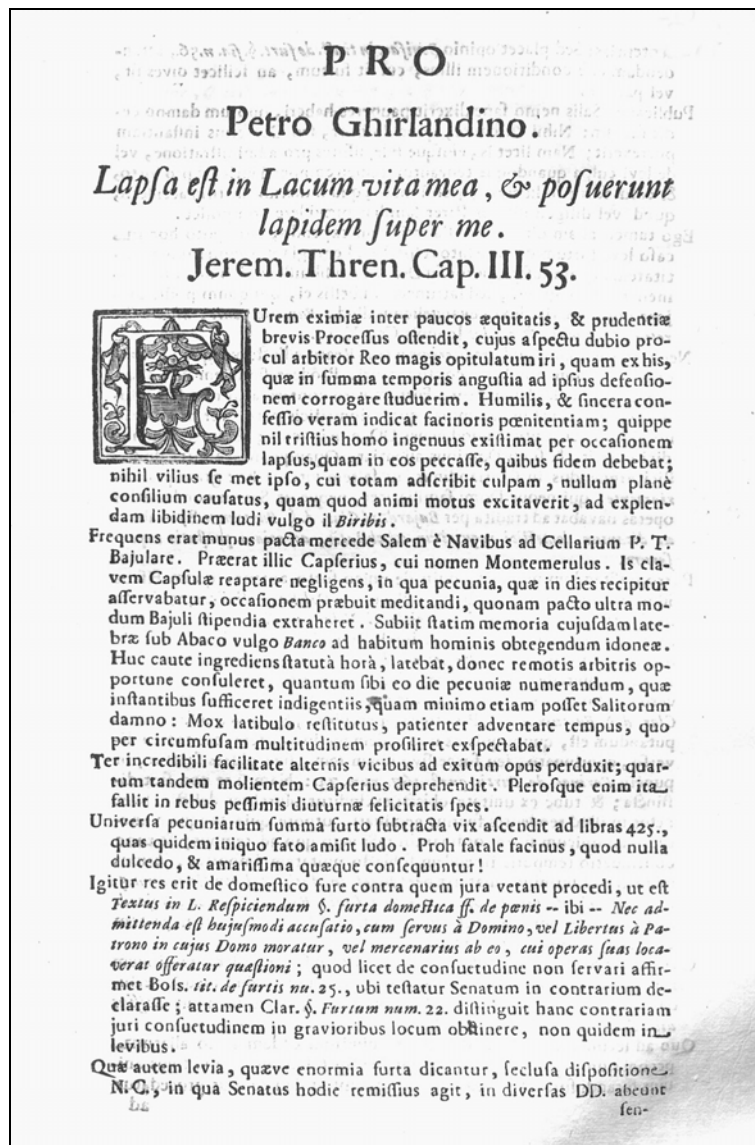 PRO
Petro Ghirlandino.
Lapſa eſt in Lacum vita mea, & poſuerunt
lapidem ſuper me.
Jerem. Thren. Cap. III. 53.
FUrem eximiæ inter paucos æquitatis, & prudentiæ
brevis Proceſſus oſtendit, cujus aſpectu dubio pro-
cul arbitror Reo magis opitulatum iri, quam ex his,
quæ in ſumma temporis anguſtia ad ipſius defenſio-
nem corrogare ſtuduerim. Humilis, & ſincera con-
feſſio veram indicat facinoris pœnitentiam; quippe
nil triſtius homo ingenuus exiſtimat per occaſionem
lapſus, quam in eos peccaſſe, quibus fidem debebat;
nihil vilius ſe met ipſo, cui totam adſcribit culpam, nullum planè
conſilium cauſatus, quam quod animi motus excitaverit, ad explen-
dam libidinem ludi vulgo il Biribis.
Frequens erat munus pacta mercede Salem è Navibus ad Cellarium P. T.
Bajulare. Præerat illic Capſerius, cui nomen Montemerulus. Is cla-
vem Capſulæ reaptare negligens, in qua pecunia, quæ in dies recipitur
aſſervabatur, occaſionem præbuit meditandi, quonam pacto ultra mo-
dum Bajuli ſtipendia extraheret. Subiit ſtatim memoria cujuſdam late-
bræ ſub Abaco vulgo Banco ad habitum hominis obtegendum idoneæ.
Huc caute ingrediens ſtatutâ horâ, latebat, donec remotis arbitris op-
portune conſuleret, quantum ſibi eo die pecuniæ numerandum, quæ
inſtantibus ſufficeret indigentiis, quam minimo etiam poſſet Salitorum
damno: Mox latibulo reſtitutus, patienter adventare tempus, quo
per circumfuſam multitudinem proſiliret exſpectabat.
Ter incredibili facilitate alternis vicibus ad exitum opus perduxit; quar-
tum tandem molientem Capſerius deprehendit. Pleroſque enim ita
fallit in rebus peſſimis diuturnæ felicitatis ſpes.
Univerſa pecuniarum ſumma furto ſubtracta vix aſcendit ad libras 425.,
quas quidem iniquo fato amiſit ludo. Proh fatale facinus, quod nulla
dulcedo, & amariſſima quæque conſequuntur!
Igitur res erit de domeſtico fure contra quem jura vetant procedi, ut eſt
Textus in L. Reſpiciendum §. furta domeſtica ff. de pœnis -- ibi -- Nec ad-
mittenda eſt hujuſmodi accuſatio, cum ſervus à Domino, vel Libertus à Pa-
trono in cujus Domo moratur, vel mercenarius ab eo, cui operas ſuas loca-
verat offeratur quæſtioni; quod licet de conſuetudine non ſervari affir-
met Boſs. tit. de furtis nu. 25., ubi teſtatur Senatum in contrarium de-
claraſſe; attamen Clar. §. Furtum num. 22. diſtinguit hanc contrariam
juri conſuetudinem in gravioribus locum obtinere, non quidem in
levibus.
Quæ autem levia, quæve enormia furta dicantur, ſecluſa diſpoſitione
N.C., in qua Senatus hodie remiſſius agit, in diverſas DD. abeunt
ſen-